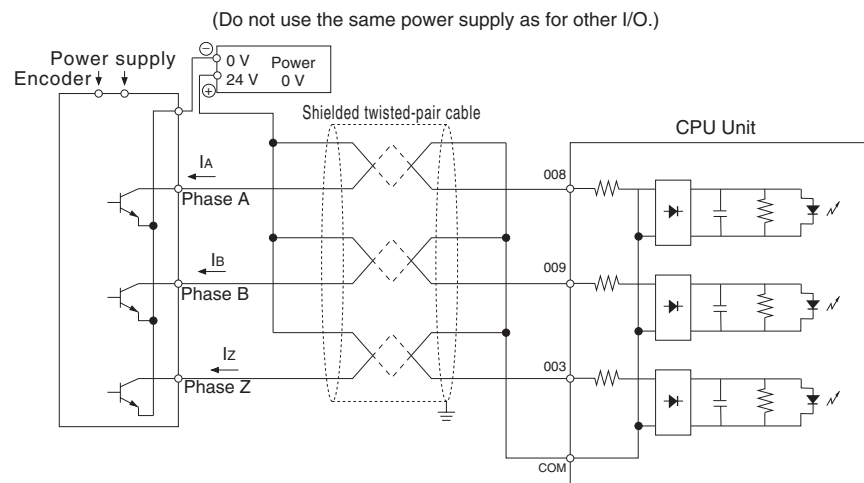 (Do not use the same power supply as for other I/O.)
Power supply
Encoder
0 V
Power
24 V
0 V
Shielded twisted-pair cable
CPU Unit
IA
Phase A
008
IB
Phase B
009
IZ
Phase Z
003
COM